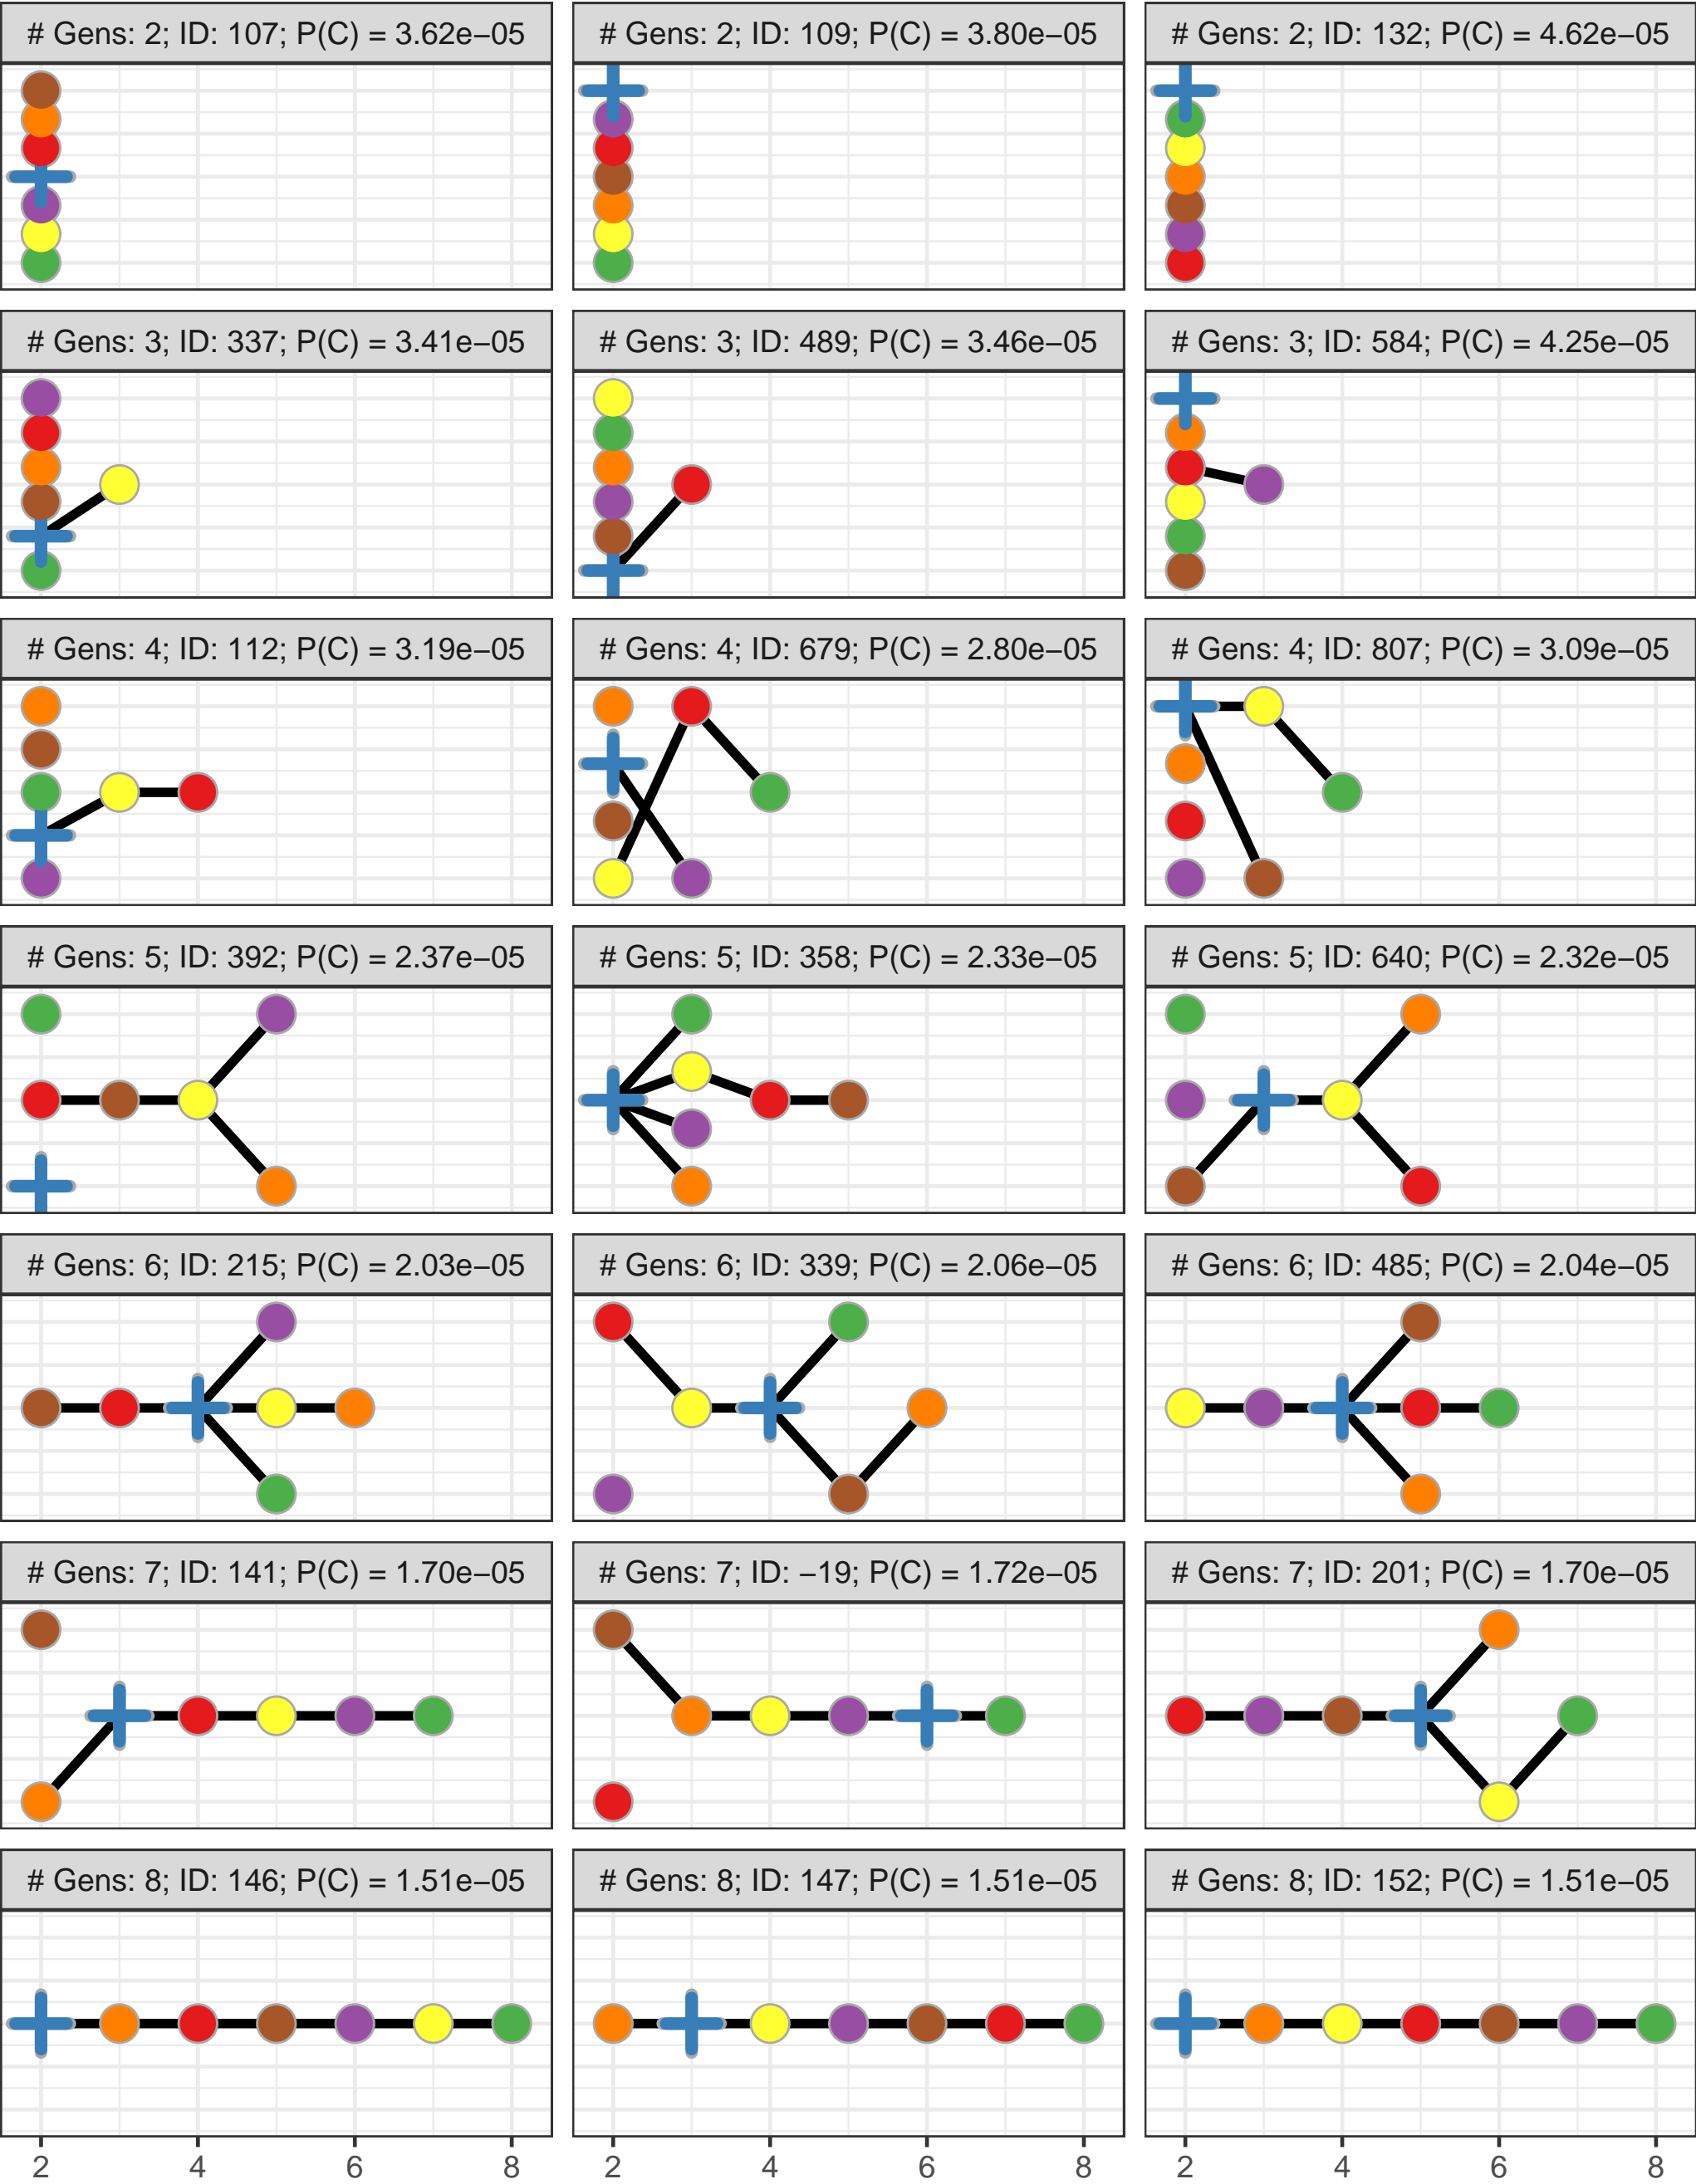 # Gens: 2; ID: 107; P(C) = 3.62e−05
# Gens: 2; ID: 109; P(C) = 3.80e−05
# Gens: 2; ID: 132; P(C) = 4.62e−05
# Gens: 3; ID: 337; P(C) = 3.41e−05
# Gens: 3; ID: 489; P(C) = 3.46e−05
# Gens: 3; ID: 584; P(C) = 4.25e−05
# Gens: 4; ID: 112; P(C) = 3.19e−05
# Gens: 4; ID: 679; P(C) = 2.80e−05
# Gens: 4; ID: 807; P(C) = 3.09e−05
# Gens: 5; ID: 392; P(C) = 2.37e−05
# Gens: 5; ID: 358; P(C) = 2.33e−05
# Gens: 5; ID: 640; P(C) = 2.32e−05
# Gens: 6; ID: 215; P(C) = 2.03e−05
# Gens: 6; ID: 339; P(C) = 2.06e−05
# Gens: 6; ID: 485; P(C) = 2.04e−05
# Gens: 7; ID: 141; P(C) = 1.70e−05
# Gens: 7; ID: −19; P(C) = 1.72e−05
# Gens: 7; ID: 201; P(C) = 1.70e−05
# Gens: 8; ID: 146; P(C) = 1.51e−05
# Gens: 8; ID: 147; P(C) = 1.51e−05
# Gens: 8; ID: 152; P(C) = 1.51e−05
2 4 6 8
2 4 6 8
2 4 6 8